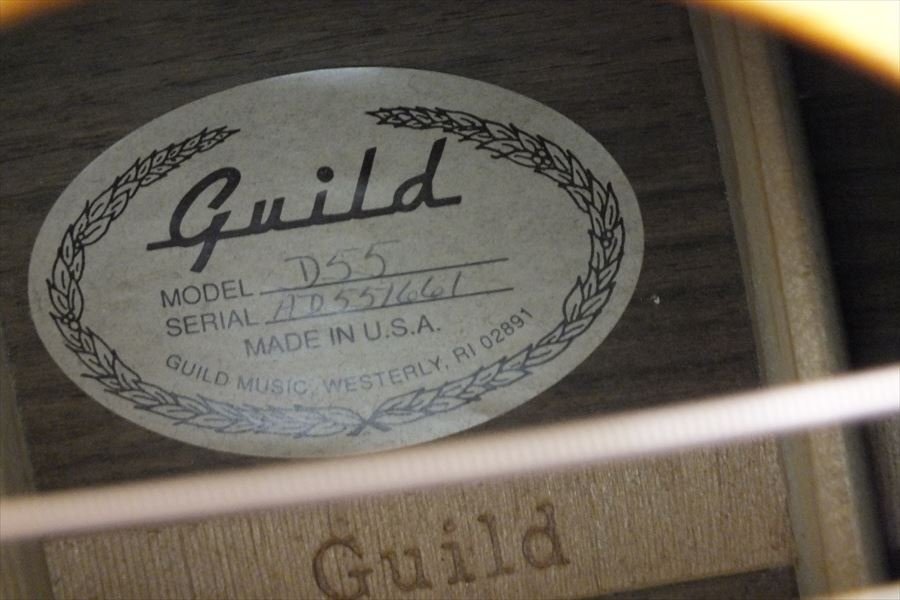 Guild
MODEL D55
SERIAL AD551661
MADE IN U.S.A.
GUILD MUSIC, WESTERLY, RI 02891
Guild